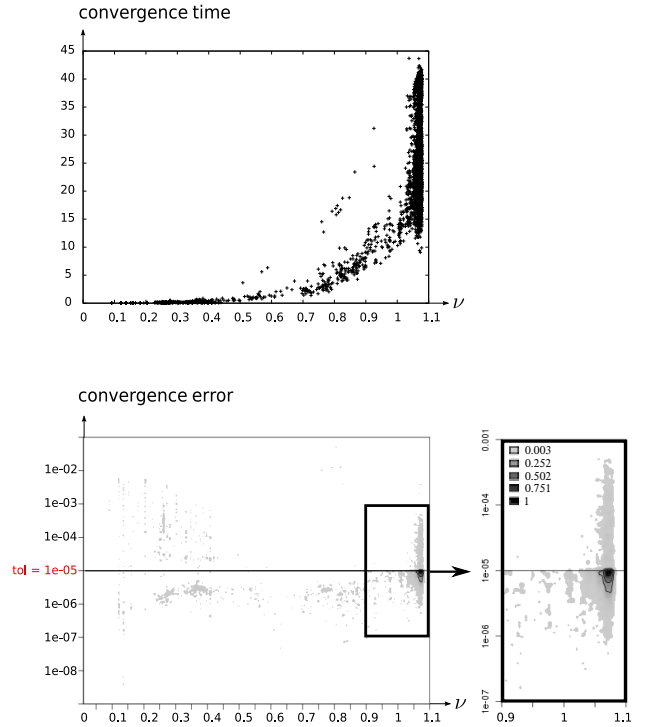 convergence time
45
40
35
30
25
20
15
10
5
0
0 0.1 0.2 0.3 0.4 0.5 0.6 0.7 0.8 0.9 1 1.1 ν
convergence error
1e-02
1e-03
1e-04
tol = 1e-05
1e-06
1e-07
1e-08
0 0.1 0.2 0.3 0.4 0.5 0.6 0.7 0.8 0.9 1 1.1 ν
0.001
1e-04
1e-05
1e-06
1e-07
0.003
0.252
0.502
0.751
1
0.9 1 1.1